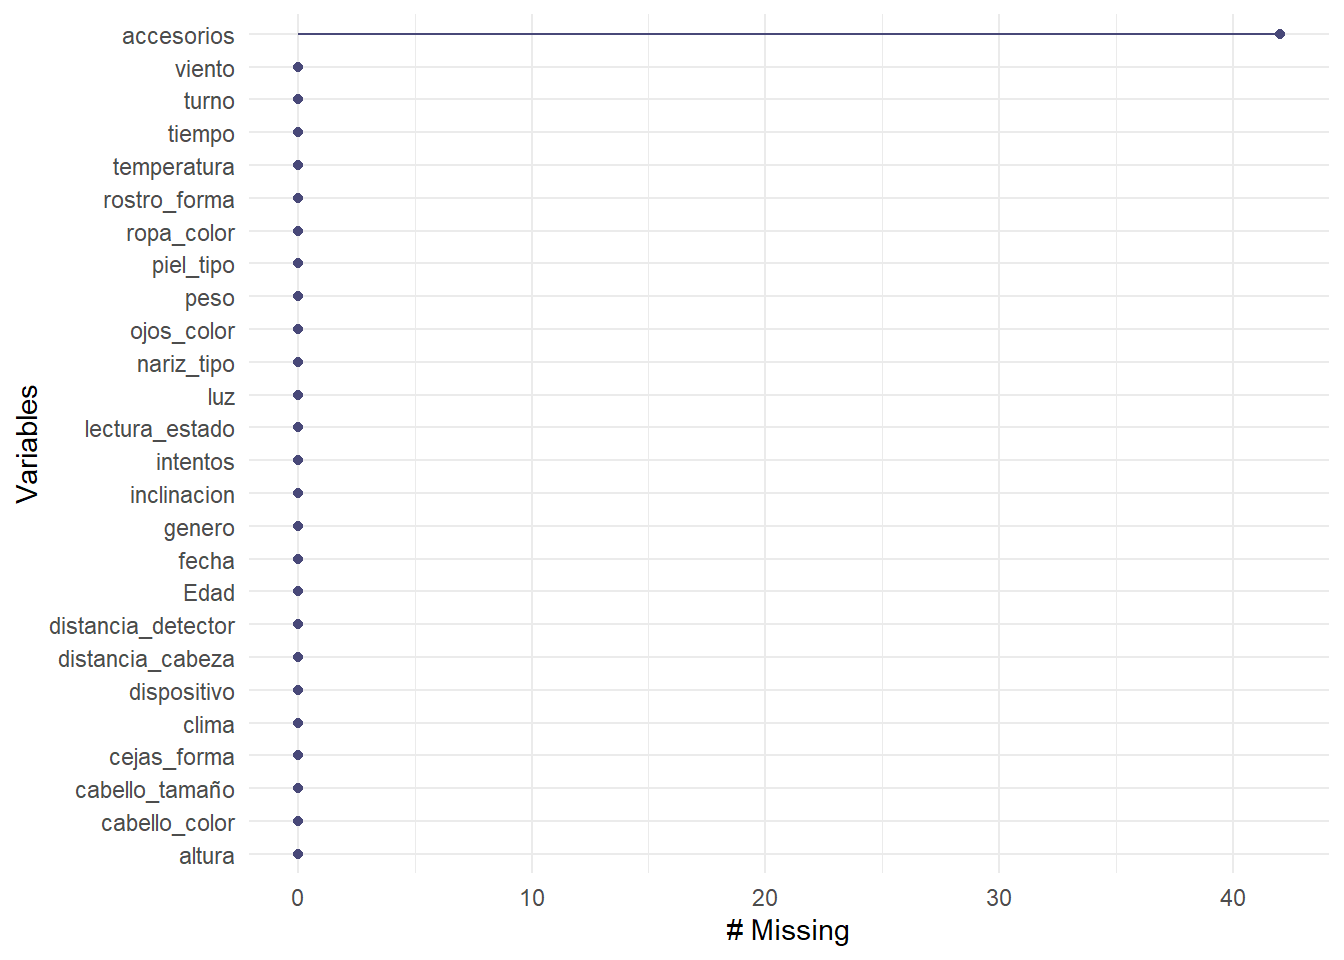 accesorios
viento
turno
tiempo
temperatura
rostro_forma
ropa_color
piel_tipo
peso
ojos_color
nariz_tipo
luz
lectura_estado
intentos
inclinacion
genero
fecha
Edad
distancia_detector
distancia_cabeza
dispositivo
clima
cejas_forma
cabello_tamaño
cabello_color
altura
Variables
0 10 20 30 40
# Missing